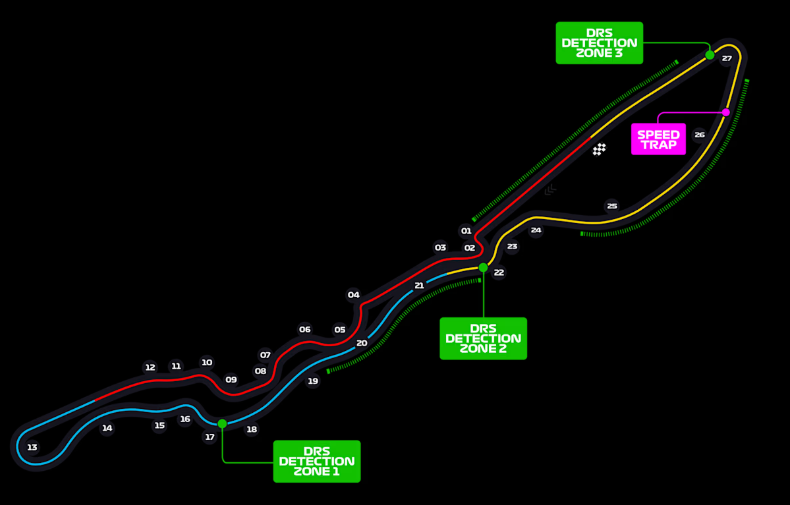 DRS
DETECTION
ZONE 3
27
SPEED
TRAP
26
25
24
23
22
01
02
03
21
DRS
DETECTION
ZONE 2
04
05
06
20
07
08
19
09
10
11
12
13
14
15
16
17
18
DRS
DETECTION
ZONE 1